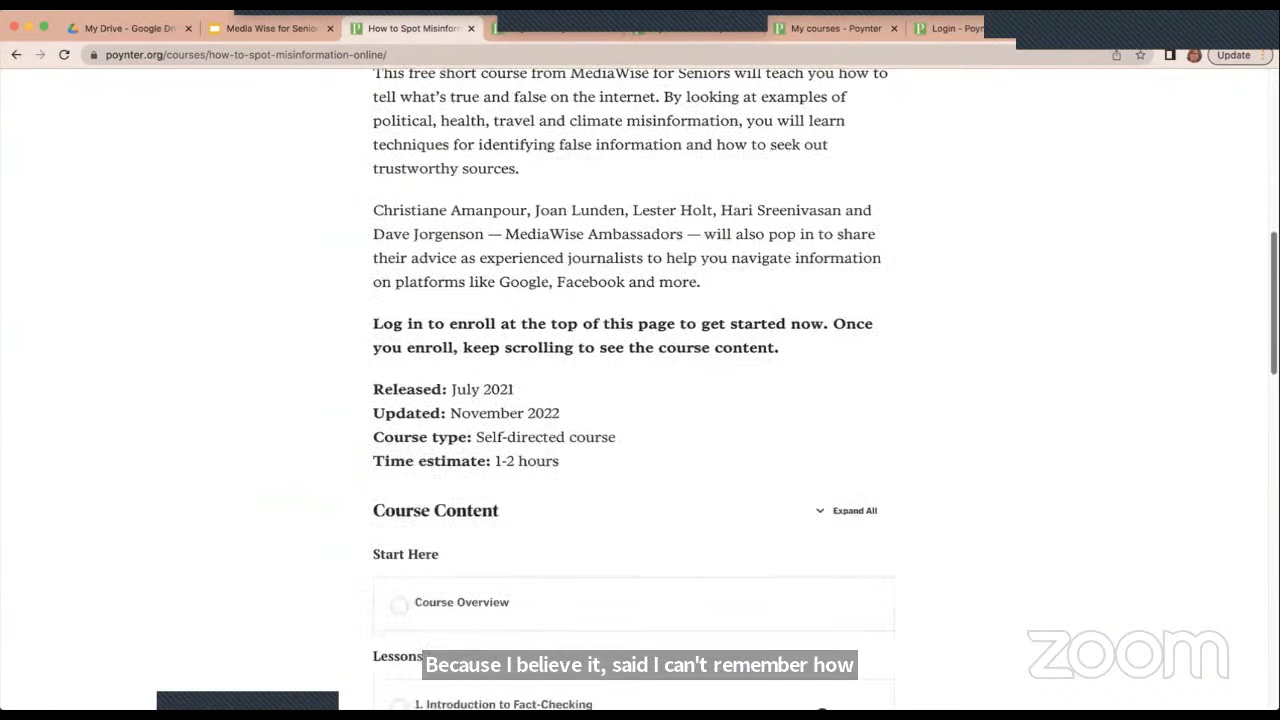 My Drive - Google Dr
Media Wise for Senio
How to Spot Misinfor
My courses - Poynter
Login - Poyn
poynter.org/courses/how-to-spot-misinformation-online/
Update
This free short course from MediaWise for Seniors will teach you how to
tell what's true and false on the internet. By looking at examples of
political, health, travel and climate misinformation, you will learn
techniques for identifying false information and how to seek out
trustworthy sources.
Christiane Amanpour, Joan Lunden, Lester Holt, Hari Sreenivasan and
Dave Jorgenson — MediaWise Ambassadors — will also pop in to share
their advice as experienced journalists to help you navigate information
on platforms like Google, Facebook and more.
Log in to enroll at the top of this page to get started now. Once
you enroll, keep scrolling to see the course content.
Released: July 2021
Updated: November 2022
Course type: Self-directed course
Time estimate: 1-2 hours
Course Content
Expand All
Start Here
Course Overview
Lessons
Because I believe it, said I can't remember how
1. Introduction to Fact-Checking
zoom